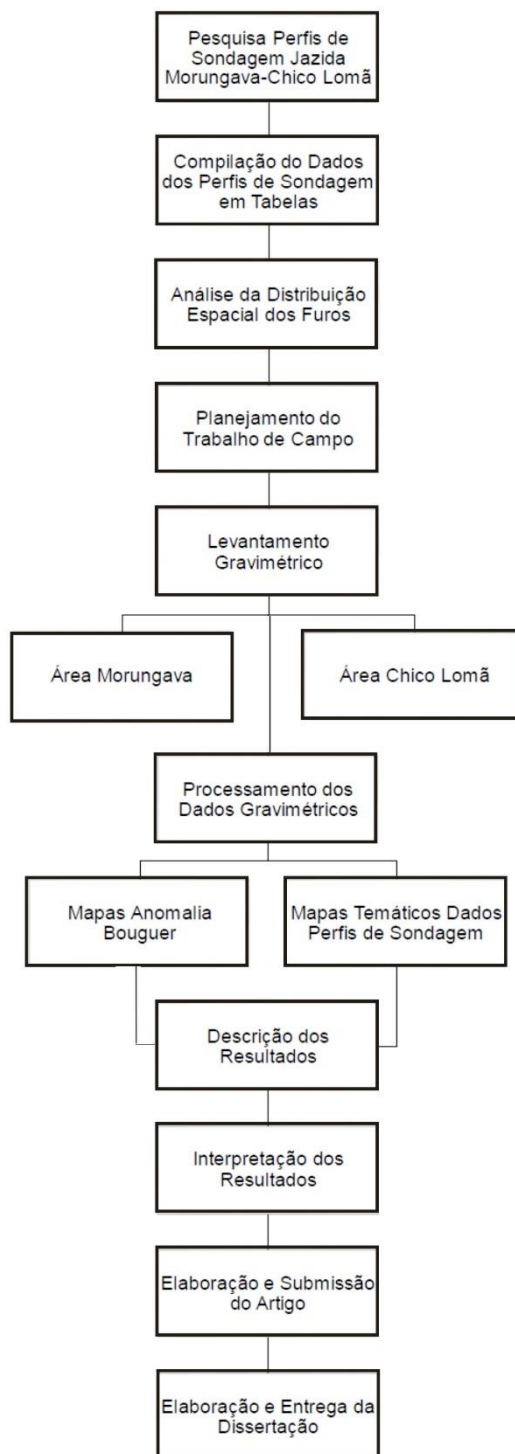 Pesquisa Perfis de
Sondagem Jazida
Morungava-Chico Lomã
Compilação do Dados
dos Perfis de Sondagem
em Tabelas
Análise da Distribuição
Espacial dos Furos
Planejamento do
Trabalho de Campo
Levantamento
Gravimétrico
Área Morungava
Área Chico Lomã
Processamento dos
Dados Gravimétricos
Mapas Anomalia
Bouguer
Mapas Temáticos Dados
Perfis de Sondagem
Descrição dos
Resultados
Interpretação dos
Resultados
Elaboração e Submissão
do Artigo
Elaboração e Entrega da
Dissertação